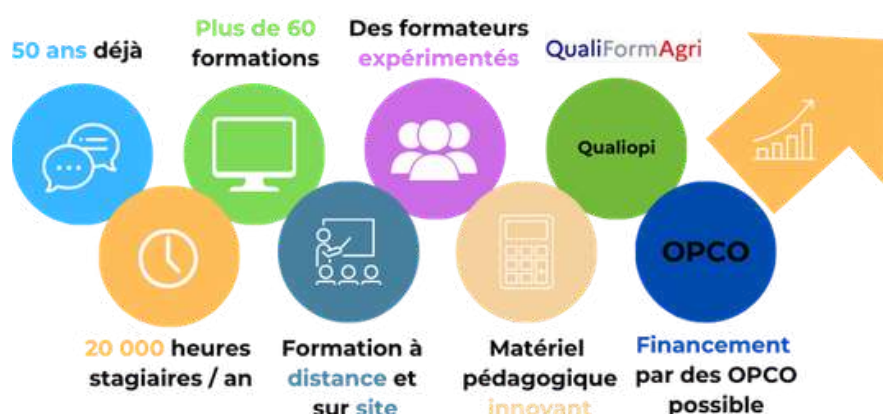 50 ans déjà
Plus de 60
formations
Des formateurs
expérimentés
QualiFormAgri
Qualiopi
OPCO
20 000 heures
stagiaires / an
Formation à
distance et
sur site
Matériel
pédagogique
innovant
Financement
par des OPCO
possible